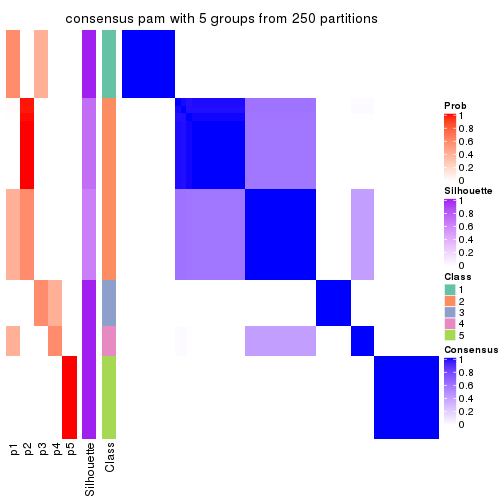 consensus pam with 5 groups from 250 partitions
Prob
1
0.8
0.6
0.4
0.2
0
Silhouette
1
0.8
0.6
0.4
0.2
0
Class
1
2
3
4
5
Consensus
1
0.8
0.6
0.4
0.2
0
p1
p2
p3
p4
p5
Silhouette
Class